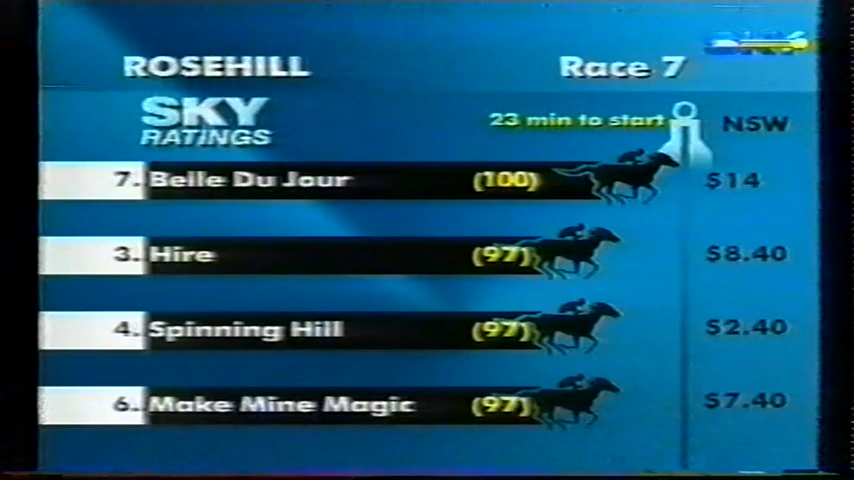 ROSEHILL Race 7
SKY
RATINGS
23 min to start NSW
7. Belle Du Jour (100) $14
3. Hire (97) $8.40
4. Spinning Hill (97) $2.40
6. Make Mine Magic (97) $7.40